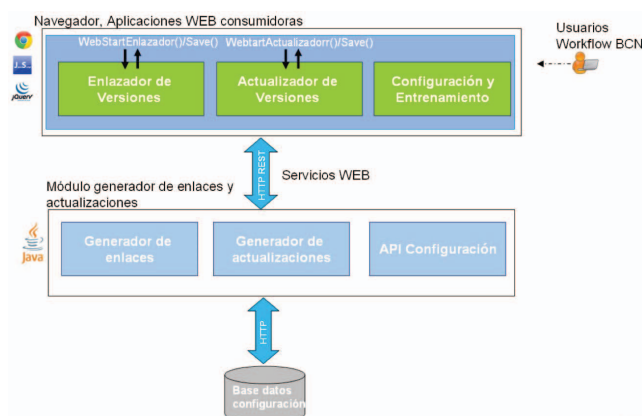 Navegador, Aplicaciones WEB consumidoras
WebStartEnlazador()/Save()
WebtartActualizadorr()/Save()
Usuarios
Workflow BCN
Enlazador de
Versiones
Actualizador de
Versiones
Configuración y
Entrenamiento
J.S.
jQuery
HTTP REST
Servicios WEB
Módulo generador de enlaces y
actualizaciones
Java
Generador de
enlaces
Generador de
actualizaciones
API Configuración
HTTP
Base datos
configuración